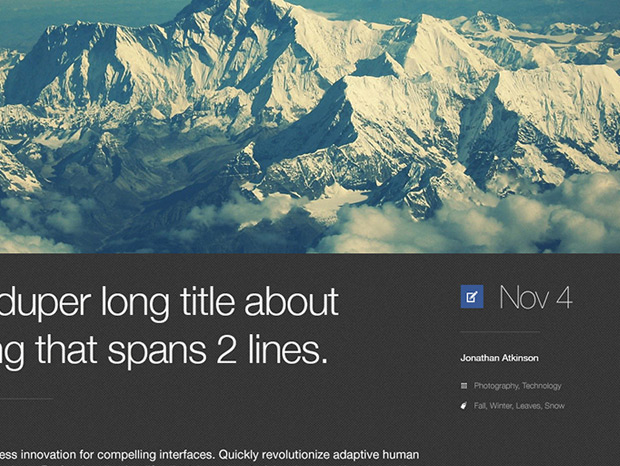 duper long title about
ng that spans 2 lines.
Nov 4
Jonathan Atkinson
Photography, Technology
Fall, Winter, Leaves, Snow
ess innovation for compelling interfaces. Quickly revolutionize adaptive human